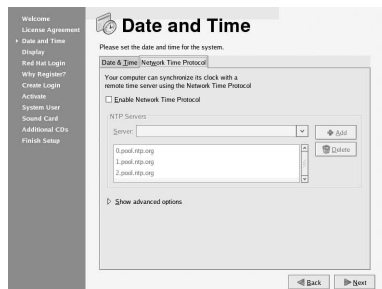 Welcome
License Agreement
Date and Time
Display
Red Hat Login
Why Register?
Create Login
Activate
System User
Sound Card
Additional CDs
Finish Setup
Date and Time
Please set the date and time for the system.
Date & Time Network Time Protocol
Your computer can synchronize its clock with a
remote time server using the Network Time Protocol
Enable Network Time Protocol
NTP Servers
Server:
Add
0.pool.ntp.org
1.pool.ntp.org
2.pool.ntp.org
Delete
Show advanced options
Back
Next